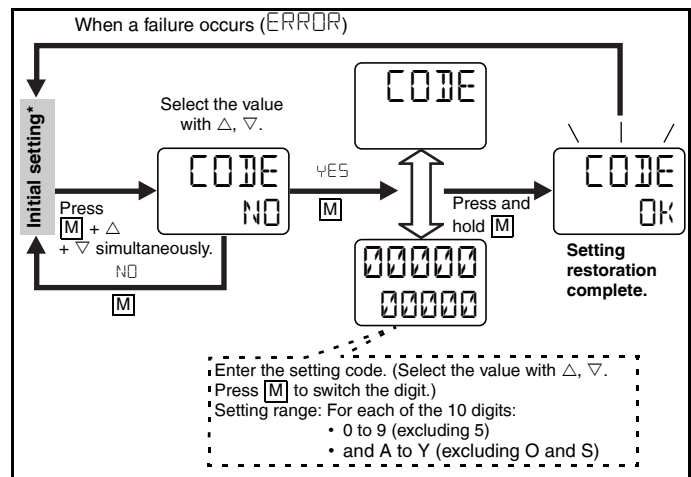 When a failure occurs (ERROR)
Initial setting*
Press
M + △
+ ▽ simultaneously.
NO
M
Select the value
with △, ▽.
CODE
NO
YES
M
CODE
00000
00000
Press and
hold M
CODE
OK
Setting
restoration
complete.
Enter the setting code. (Select the value with △, ▽.
Press M to switch the digit.)
Setting range: For each of the 10 digits:
• 0 to 9 (excluding 5)
• and A to Y (excluding O and S)